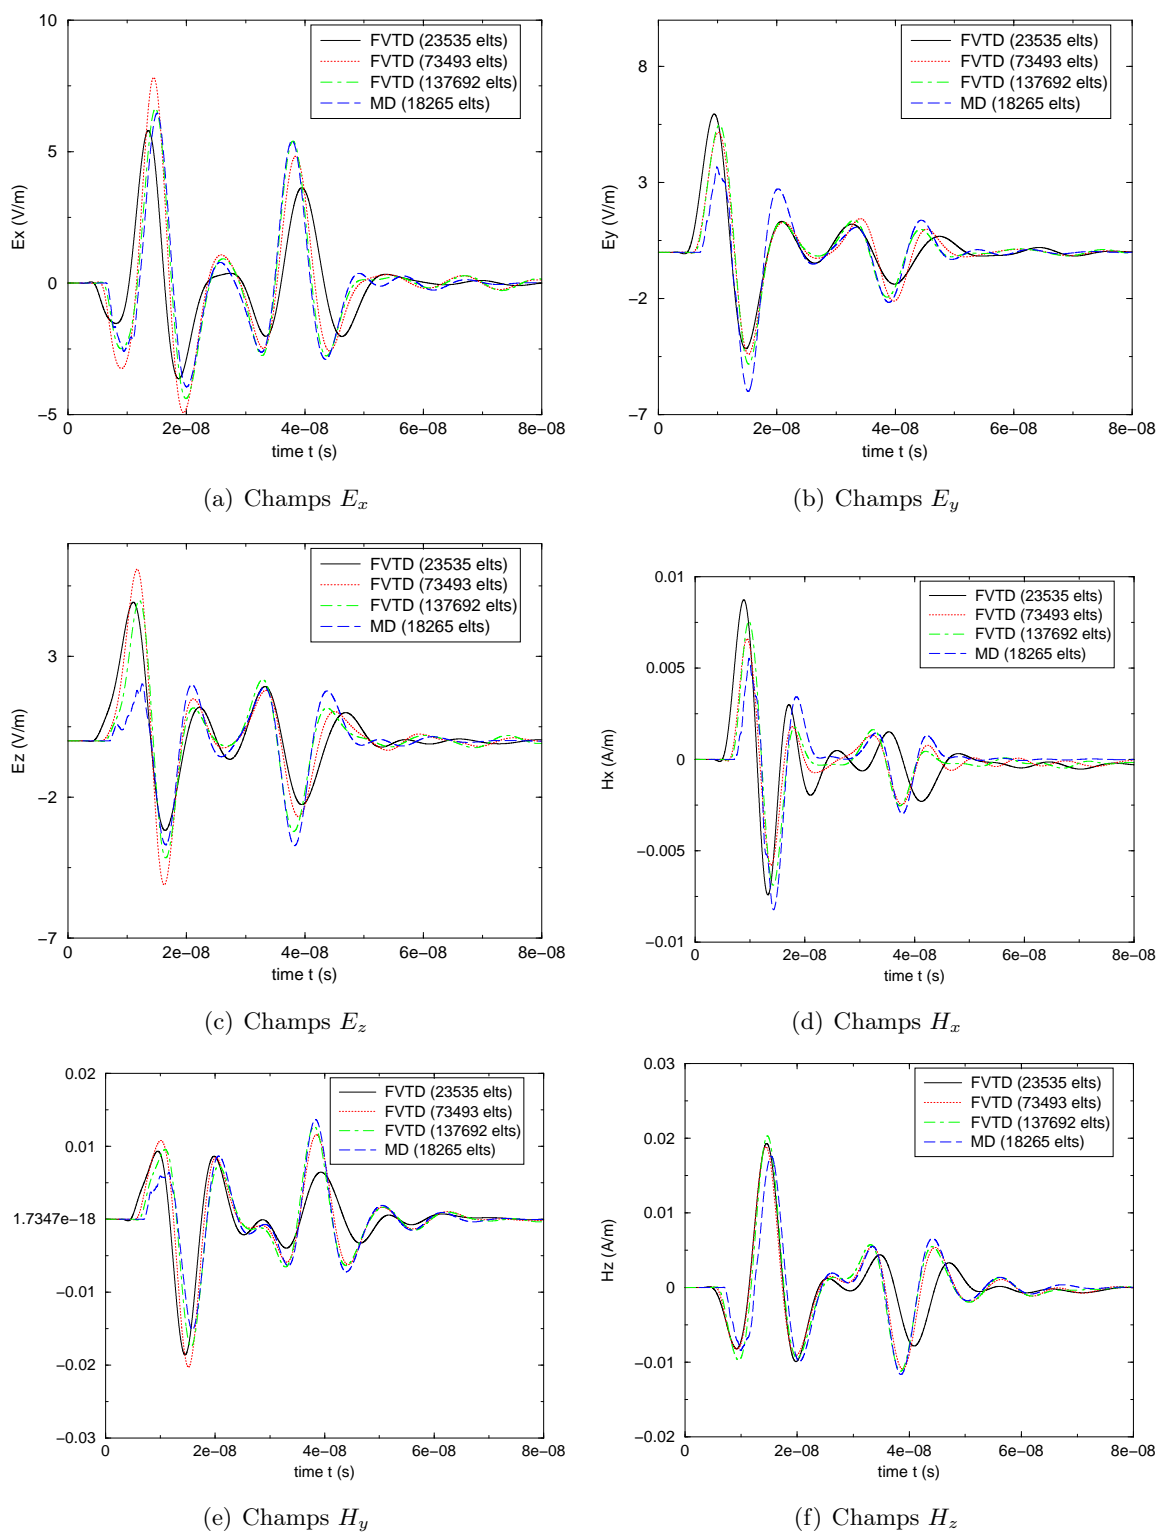 FVTD (23535 elts)
FVTD (73493 elts)
FVTD (137692 elts)
MD (18265 elts)
10
5
0
−5
Ex (V/m)
0 2e−08 4e−08 6e−08 8e−08
time t (s)
(a) Champs Ex
FVTD (23535 elts)
FVTD (73493 elts)
FVTD (137692 elts)
MD (18265 elts)
8
3
−2
−7
Ey (V/m)
0 2e−08 4e−08 6e−08 8e−08
time t (s)
(b) Champs Ey
FVTD (23535 elts)
FVTD (73493 elts)
FVTD (137692 elts)
MD (18265 elts)
3
−2
−7
Ez (V/m)
0 2e−08 4e−08 6e−08 8e−08
time t (s)
(c) Champs Ez
FVTD (23535 elts)
FVTD (73493 elts)
FVTD (137692 elts)
MD (18265 elts)
0.01
0.005
0
−0.005
−0.01
Hx (A/m)
0 2e−08 4e−08 6e−08 8e−08
time t (s)
(d) Champs Hx
FVTD (23535 elts)
FVTD (73493 elts)
FVTD (137692 elts)
MD (18265 elts)
0.02
0.01
1.7347e−18
−0.01
−0.02
−0.03
0 2e−08 4e−08 6e−08 8e−08
time t (s)
(e) Champs Hy
FVTD (23535 elts)
FVTD (73493 elts)
FVTD (137692 elts)
MD (18265 elts)
0.03
0.02
0.01
0
−0.01
−0.02
Hz (A/m)
0 2e−08 4e−08 6e−08 8e−08
time t (s)
(f) Champs Hz